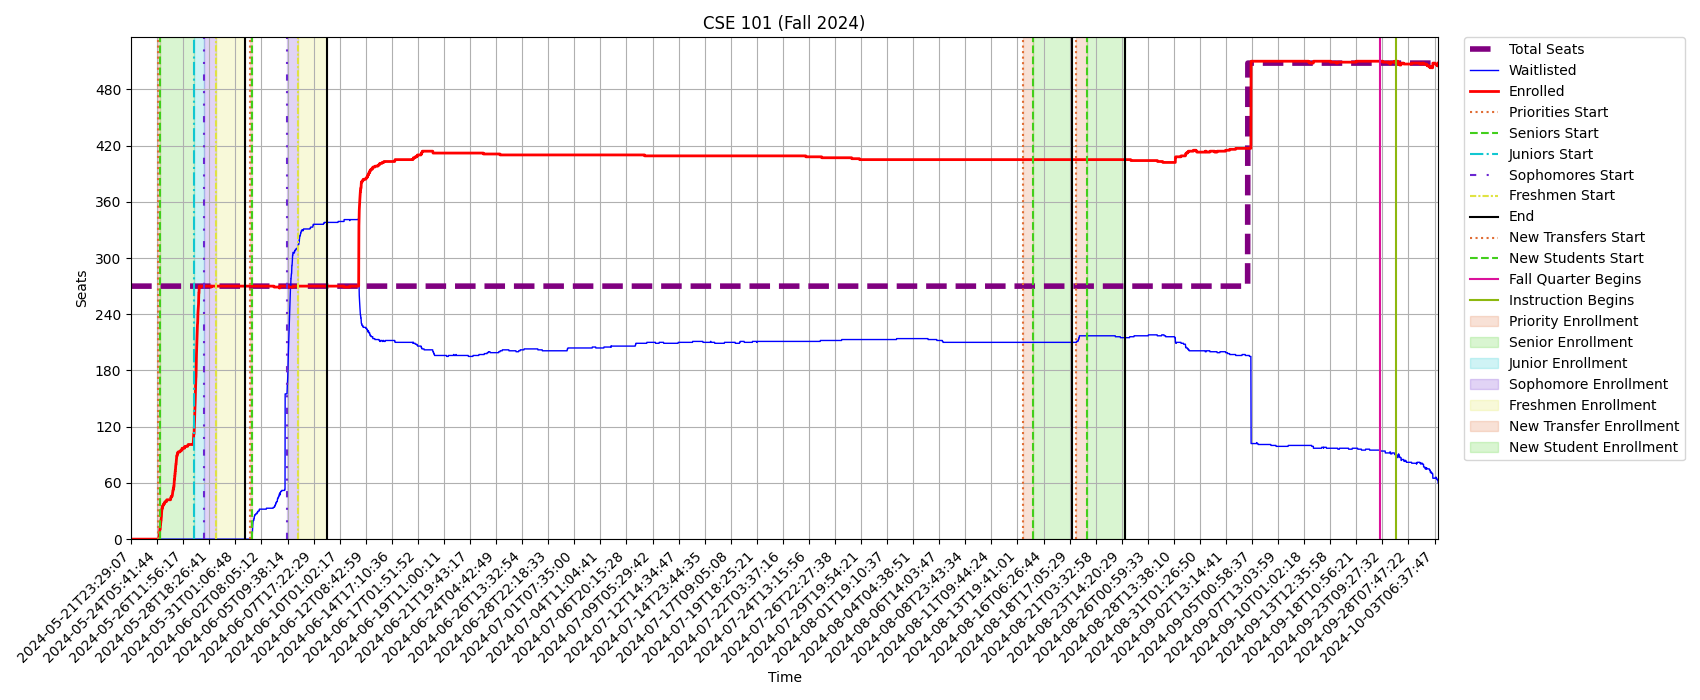 CSE 101 (Fall 2024)
Seats
480
420
360
300
240
180
120
60
0
2024-05-21T23:29:07
2024-05-24T05:41:44
2024-05-26T11:56:17
2024-05-28T18:26:41
2024-05-31T01:06:48
2024-06-02T08:05:12
2024-06-05T09:38:14
2024-06-07T17:22:29
2024-06-10T01:02:17
2024-06-12T08:42:59
2024-06-14T17:10:36
2024-06-17T01:51:52
2024-06-19T11:00:11
2024-06-21T19:43:17
2024-06-24T04:42:49
2024-06-26T13:32:54
2024-06-28T22:18:33
2024-07-01T07:35:00
2024-07-04T11:04:41
2024-07-06T20:15:28
2024-07-09T05:29:42
2024-07-12T14:34:47
2024-07-14T23:44:35
2024-07-17T09:05:08
2024-07-19T18:25:21
2024-07-22T03:37:16
2024-07-24T13:15:56
2024-07-26T22:27:38
2024-07-29T19:54:21
2024-08-01T19:10:37
2024-08-04T04:38:51
2024-08-06T14:03:47
2024-08-08T23:43:34
2024-08-11T09:44:24
2024-08-13T19:41:01
2024-08-16T06:26:44
2024-08-18T17:05:29
2024-08-21T03:32:58
2024-08-23T14:20:29
2024-08-26T00:59:33
2024-08-28T13:38:10
2024-08-31T01:26:50
2024-09-02T13:14:41
2024-09-05T00:58:37
2024-09-07T13:03:59
2024-09-10T01:02:18
2024-09-13T12:35:58
2024-09-18T10:56:21
2024-09-23T09:27:32
2024-09-28T07:47:22
2024-10-03T06:37:47
Time
Total Seats
Waitlisted
Enrolled
Priorities Start
Seniors Start
Juniors Start
Sophomores Start
Freshmen Start
End
New Transfers Start
New Students Start
Fall Quarter Begins
Instruction Begins
Priority Enrollment
Senior Enrollment
Junior Enrollment
Sophomore Enrollment
Freshmen Enrollment
New Transfer Enrollment
New Student Enrollment